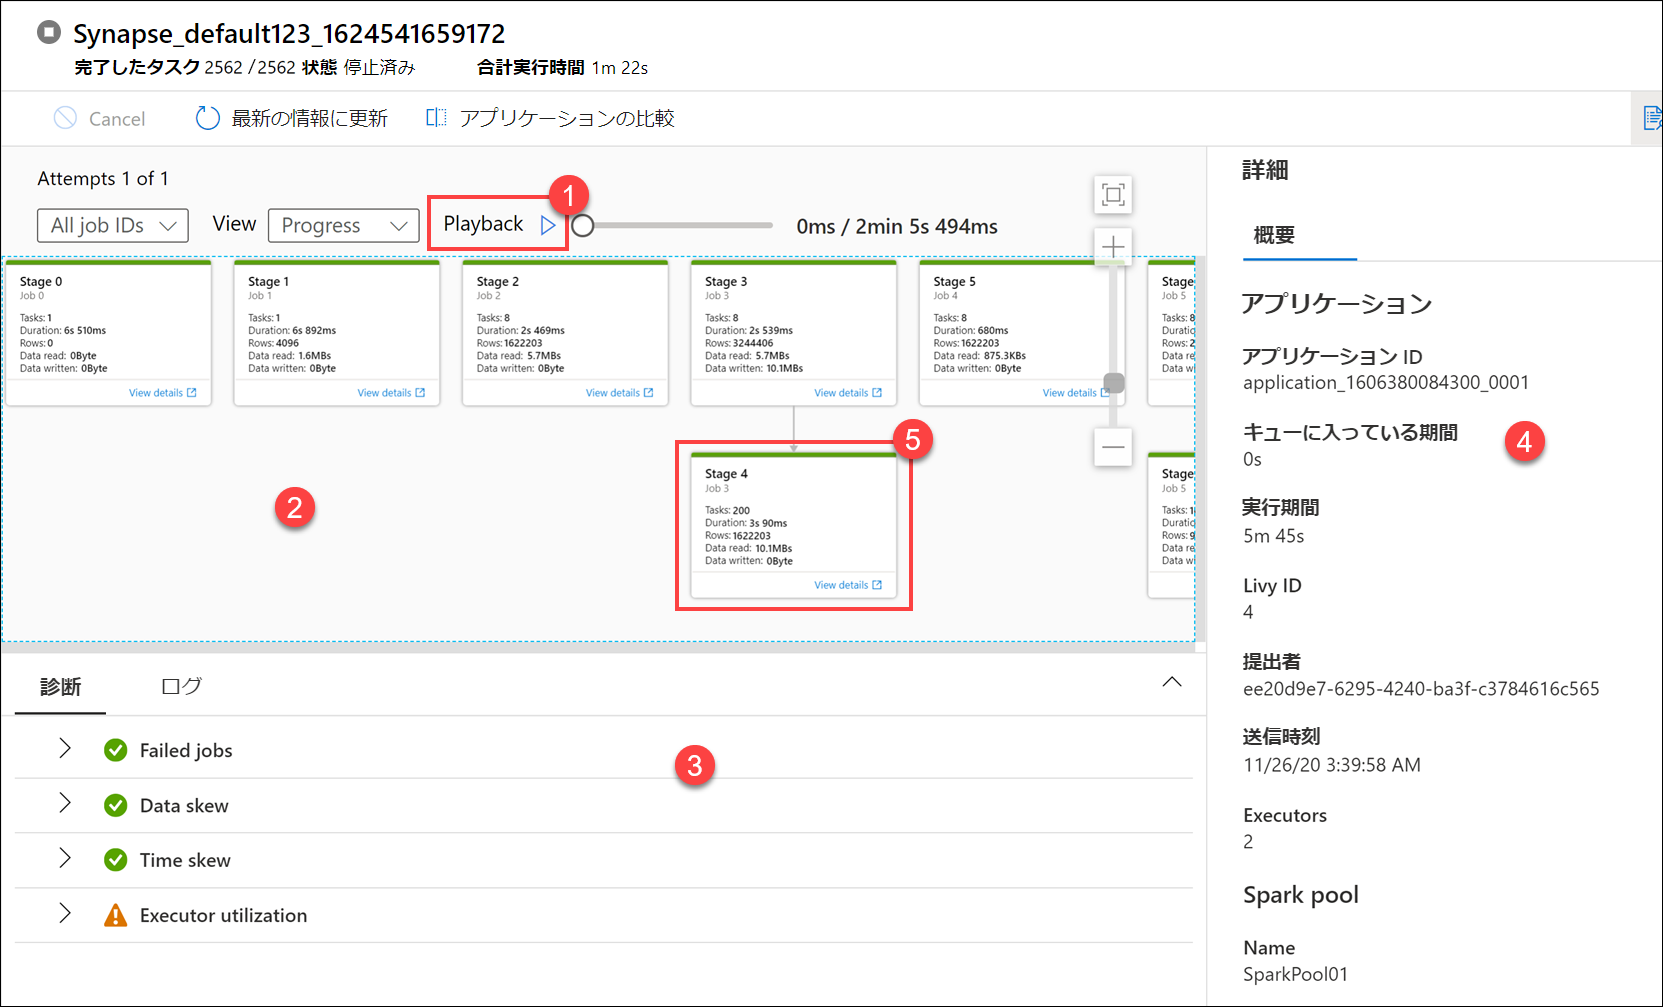 Synapse_default123_1624541659172
完了したタスク 2562 / 2562 状態 停止済み 合計実行時間 1m 22s
Cancel 最新の情報に更新 アプリケーションの比較
Attempts 1 of 1
All job IDs View Progress Playback 0ms / 2min 5s 494ms
1
Stage 0
Job 0
Tasks: 1
Duration: 6s 510ms
Rows: 0
Data read: 0Byte
Data written: 0Byte
View details
Stage 1
Job 1
Tasks: 1
Duration: 6s 892ms
Rows: 4096
Data read: 1.6MBs
Data written: 0Byte
View details
Stage 2
Job 2
Tasks: 8
Duration: 2s 469ms
Rows: 1622203
Data read: 5.7MBs
Data written: 0Byte
View details
Stage 3
Job 3
Tasks: 8
Duration: 2s 539ms
Rows: 3244406
Data read: 5.7MBs
Data written: 10.1MBs
View details
Stage 5
Job 4
Tasks: 8
Duration: 680ms
Rows: 1622203
Data read: 875.3KBs
Data written: 0Byte
View details
Stage
Job 5
Tasks: 8
Rows: 2
Data
Data w
2
5
Stage 4
Job 3
Tasks: 200
Duration: 3s 90ms
Rows: 1622203
Data read: 10.1MBs
Data written: 0Byte
View details
Stage
Job 5
Tasks: 1
Rows: 9
Data re
Data w
診断 ログ
Failed jobs
3
Data skew
Time skew
Executor utilization
詳細
概要
アプリケーション
アプリケーション ID
application_1606380084300_0001
キューに入っている期間
0s
4
実行期間
5m 45s
Livy ID
4
提出者
ee20d9e7-6295-4240-ba3f-c3784616c565
送信時刻
11/26/20 3:39:58 AM
Executors
2
Spark pool
Name
SparkPool01